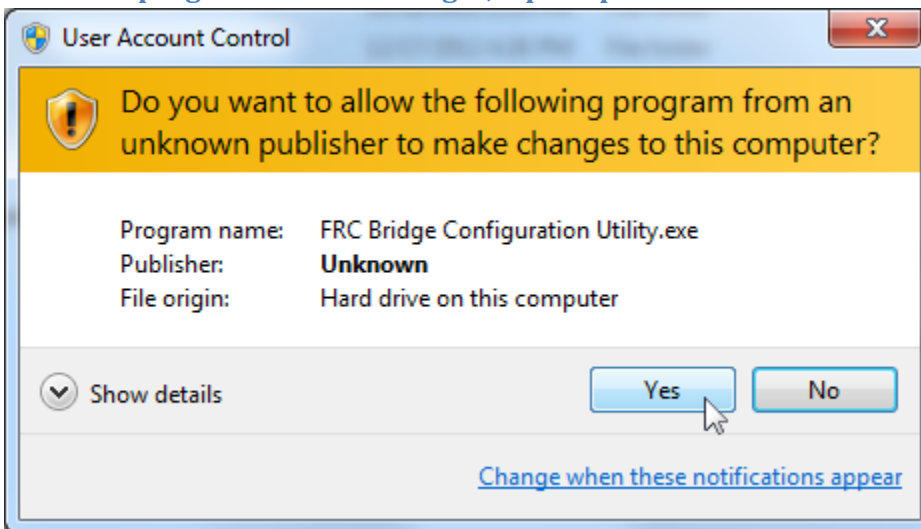 User Account Control
Do you want to allow the following program from an
unknown publisher to make changes to this computer?
Program name: FRC Bridge Configuration Utility.exe
Publisher: Unknown
File origin: Hard drive on this computer
Show details
Yes No
Change when these notifications appear